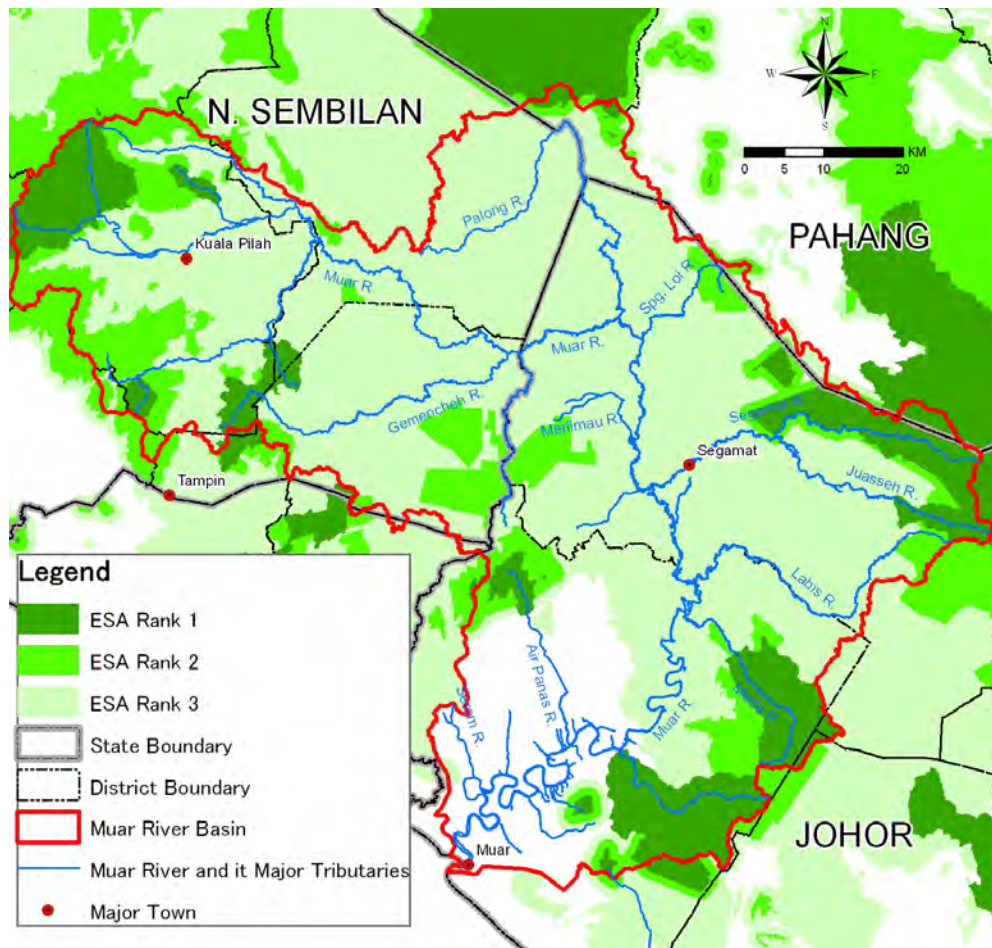 N. SEMBILAN
N
W
E
S
KM
0
5
10
20
PAHANG
Palong R.
Kuala Pilah
Muar R.
Spg. Loi R.
Muar R.
Gemencheh R.
Merlimau R.
Segamat R.
Segamat
Juasseh R.
Tampin
Labis R.
Air Panas R.
Muar R.
JOHOR
Muar
Legend
ESA Rank 1
ESA Rank 2
ESA Rank 3
State Boundary
District Boundary
Muar River Basin
Muar River and it Major Tributaries
Major Town